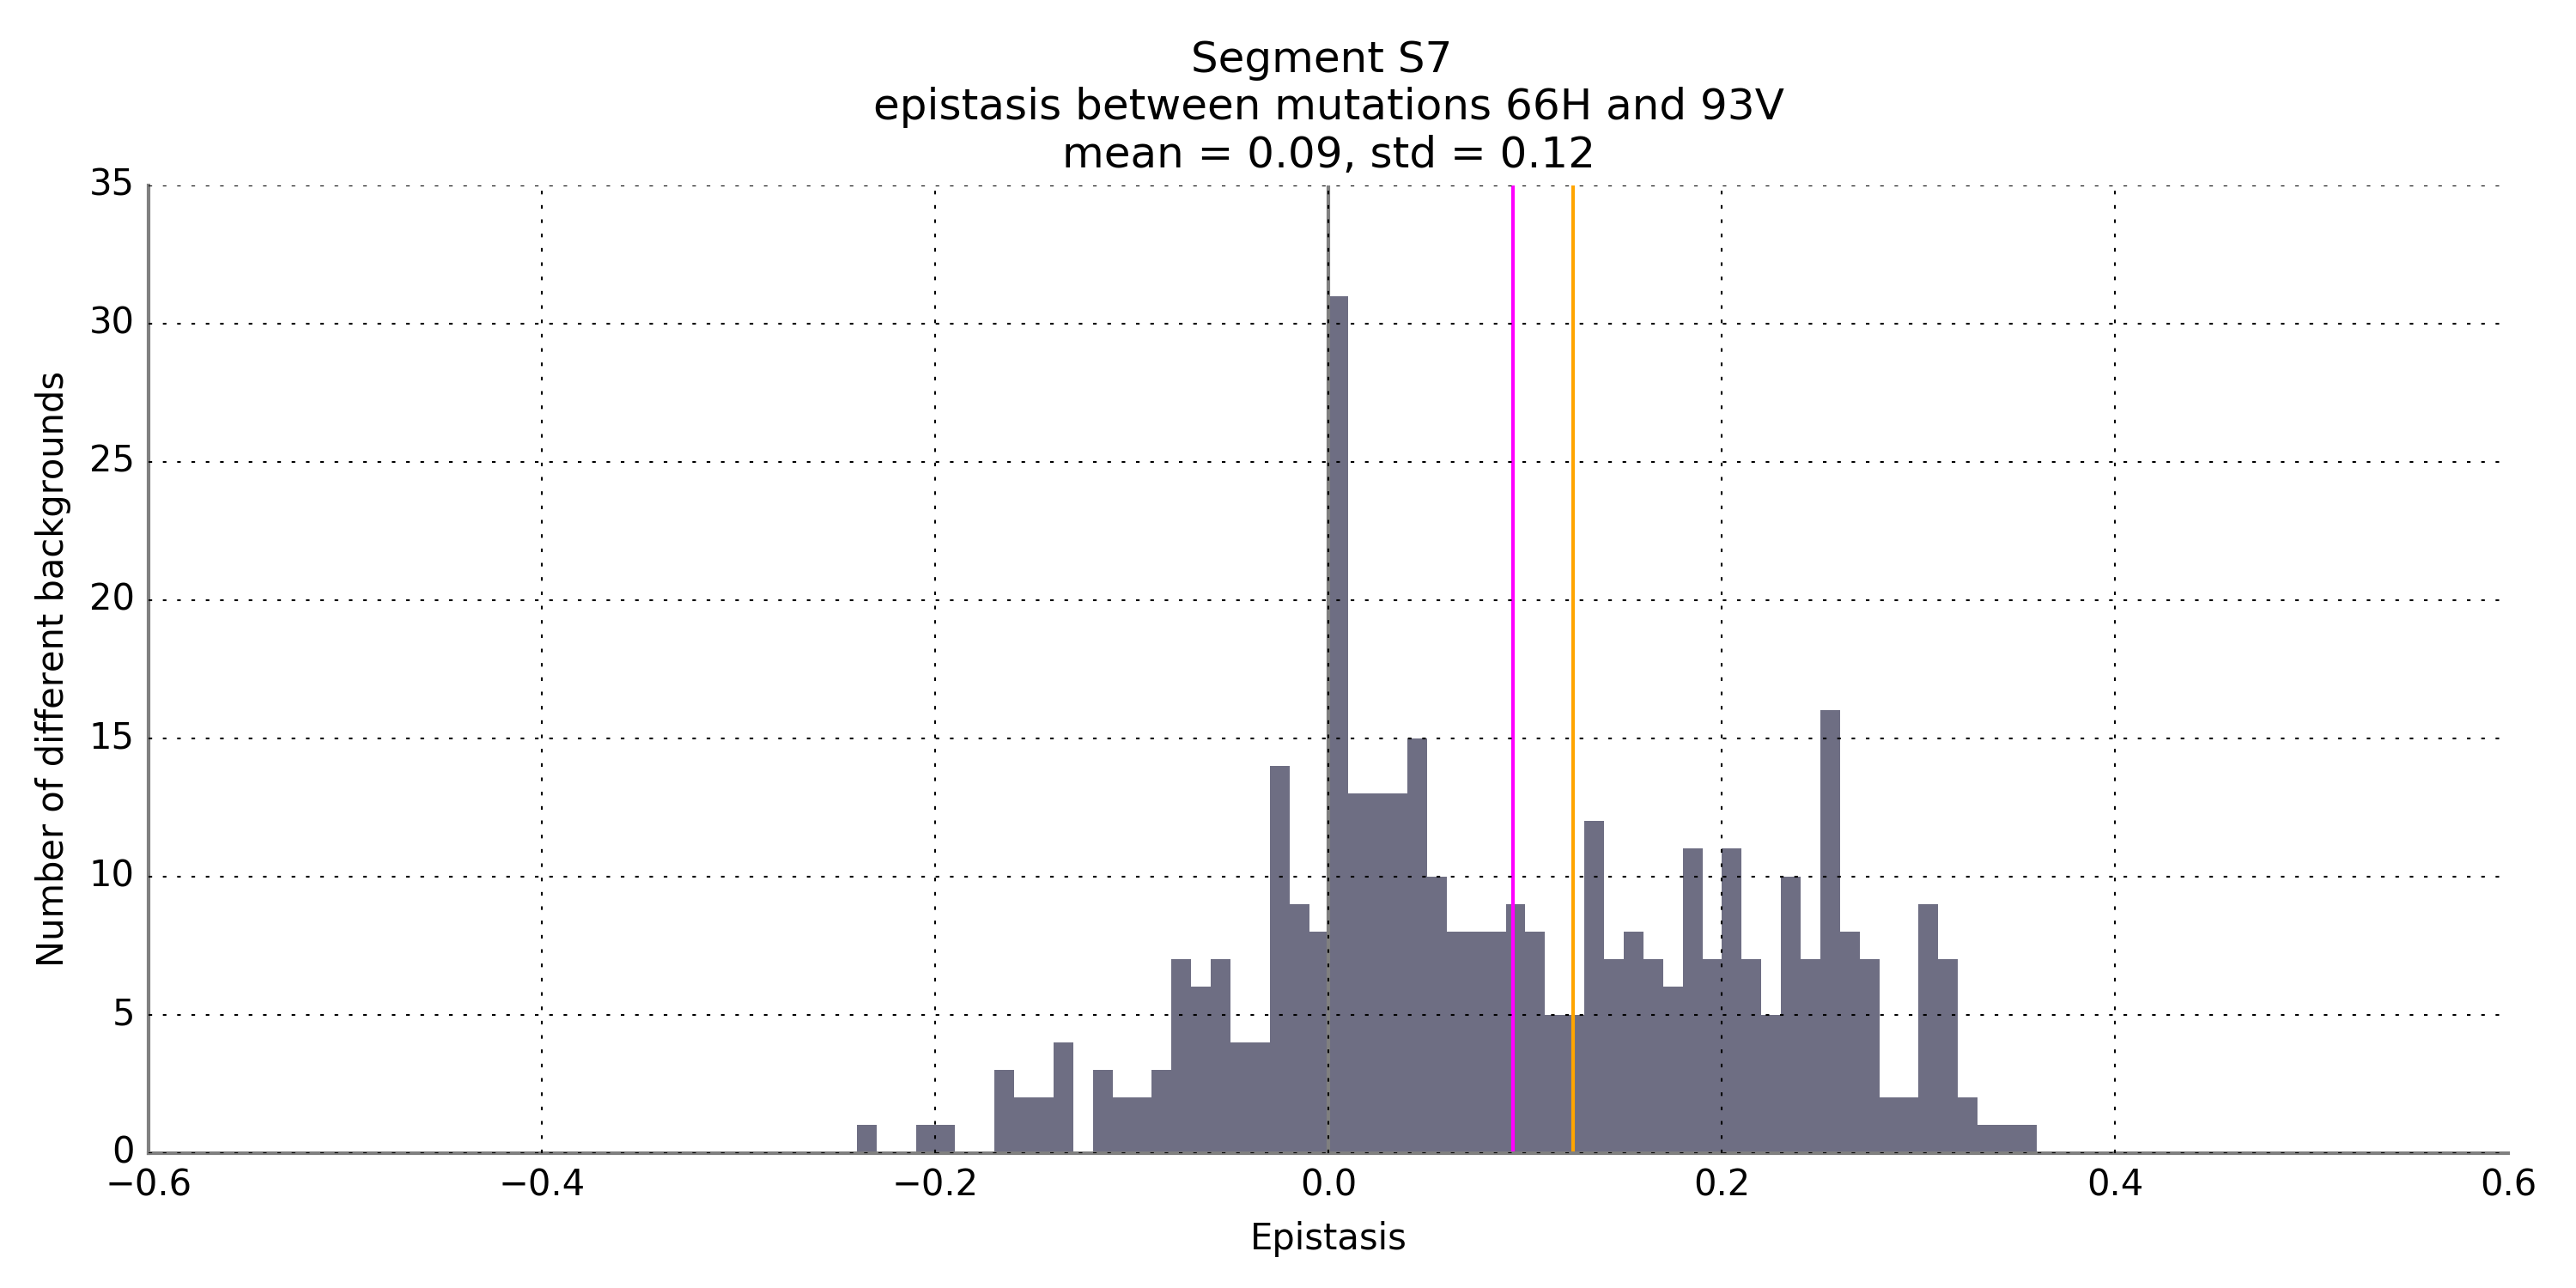 Segment S7
epistasis between mutations 66H and 93V
mean = 0.09, std = 0.12
35
30
25
20
15
10
5
0
Number of different backgrounds
−0.6 −0.4 −0.2 0.0 0.2 0.4 0.6
Epistasis